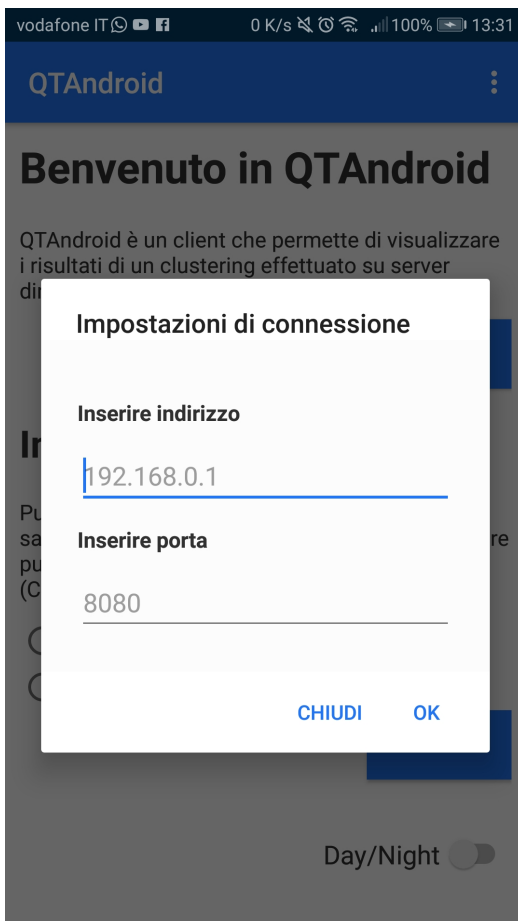 vodafone IT 0 K/s 100% 13:31
QTAndroid
Benvenuto in QTAndroid
QTAndroid è un client che permette di visualizzare
i risultati di un clustering effettuato su server
Impostazioni di connessione
Inserire indirizzo
192.168.0.1
Inserire porta
8080
CHIUDI OK
Day/Night